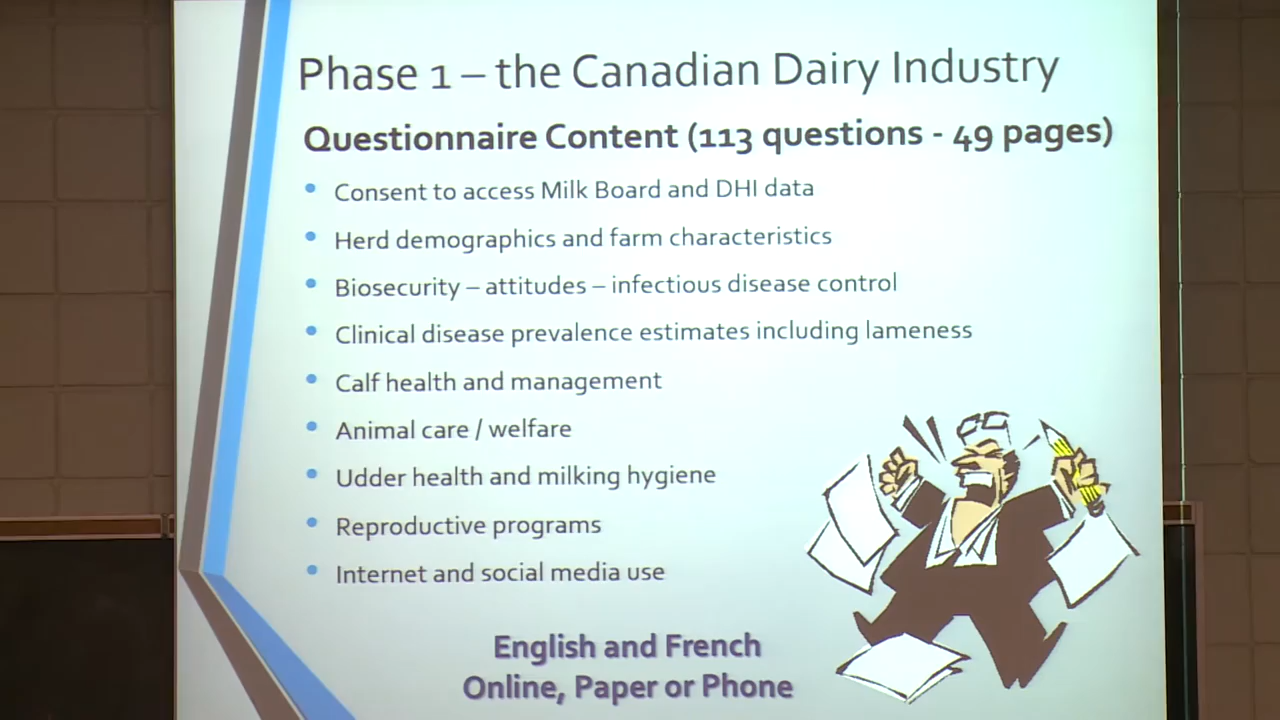 Phase 1 – the Canadian Dairy Industry
Questionnaire Content (113 questions - 49 pages)
• Consent to access Milk Board and DHI data
• Herd demographics and farm characteristics
• Biosecurity – attitudes – infectious disease control
• Clinical disease prevalence estimates including lameness
• Calf health and management
• Animal care / welfare
• Udder health and milking hygiene
• Reproductive programs
• Internet and social media use
English and French
Online, Paper or Phone